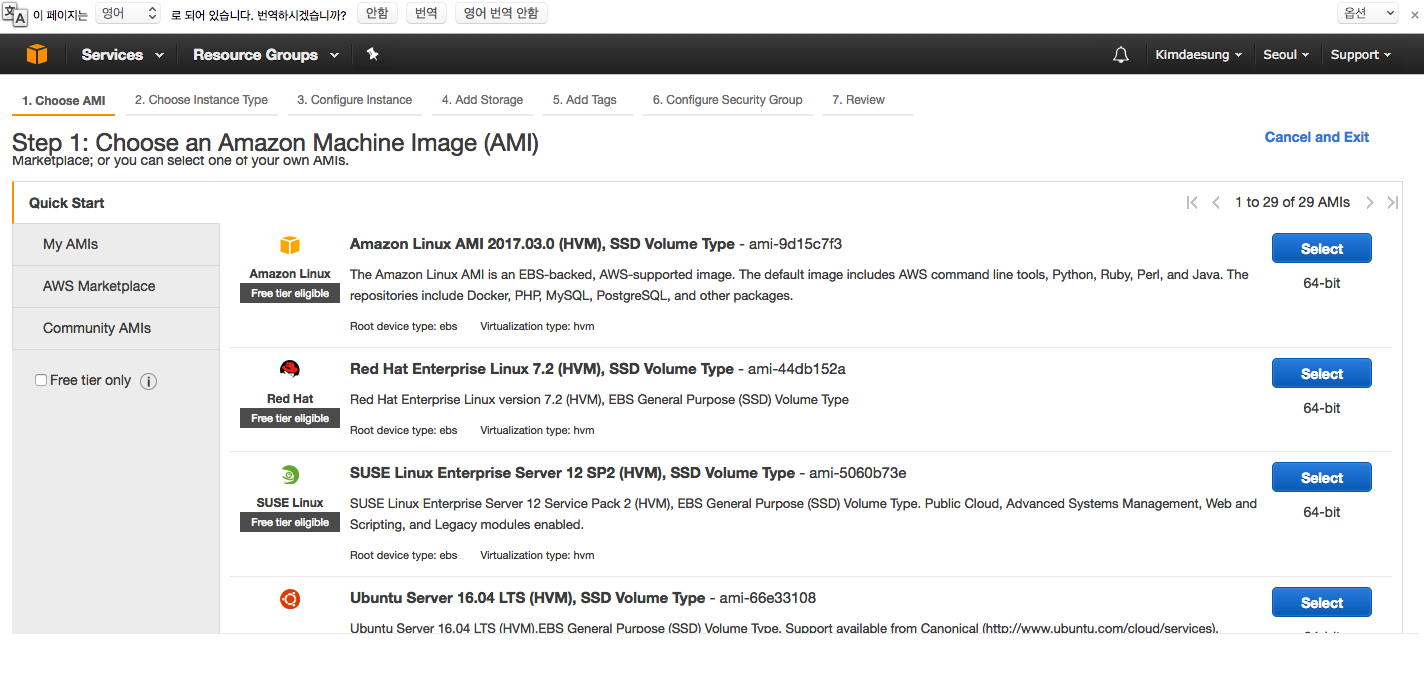 이 페이지는 영어 로 되어 있습니다. 번역하시겠습니까? 안함 번역 영어 번역 안함 옵션
Services Resource Groups Kimdaesung Seoul Support
1. Choose AMI 2. Choose Instance Type 3. Configure Instance 4. Add Storage 5. Add Tags 6. Configure Security Group 7. Review
Step 1: Choose an Amazon Machine Image (AMI) Cancel and Exit
Marketplace; or you can select one of your own AMIs.
Quick Start 1 to 29 of 29 AMIs
My AMIs
AWS Marketplace
Community AMIs
Free tier only
Amazon Linux
Free tier eligible
Amazon Linux AMI 2017.03.0 (HVM), SSD Volume Type - ami-9d15c7f3
The Amazon Linux AMI is an EBS-backed, AWS-supported image. The default image includes AWS command line tools, Python, Ruby, Perl, and Java. The
repositories include Docker, PHP, MySQL, PostgreSQL, and other packages.
Root device type: ebs Virtualization type: hvm
Select
64-bit
Red Hat
Free tier eligible
Red Hat Enterprise Linux 7.2 (HVM), SSD Volume Type - ami-44db152a
Red Hat Enterprise Linux version 7.2 (HVM), EBS General Purpose (SSD) Volume Type
Root device type: ebs Virtualization type: hvm
Select
64-bit
SUSE Linux
Free tier eligible
SUSE Linux Enterprise Server 12 SP2 (HVM), SSD Volume Type - ami-5060b73e
SUSE Linux Enterprise Server 12 Service Pack 2 (HVM), EBS General Purpose (SSD) Volume Type. Public Cloud, Advanced Systems Management, Web and
Scripting, and Legacy modules enabled.
Root device type: ebs Virtualization type: hvm
Select
64-bit
Ubuntu Server 16.04 LTS (HVM), SSD Volume Type - ami-66e33108
Ubuntu Server 16.04 LTS (HVM),EBS General Purpose (SSD) Volume Type. Support available from Canonical (http://www.ubuntu.com/cloud/services).
Select